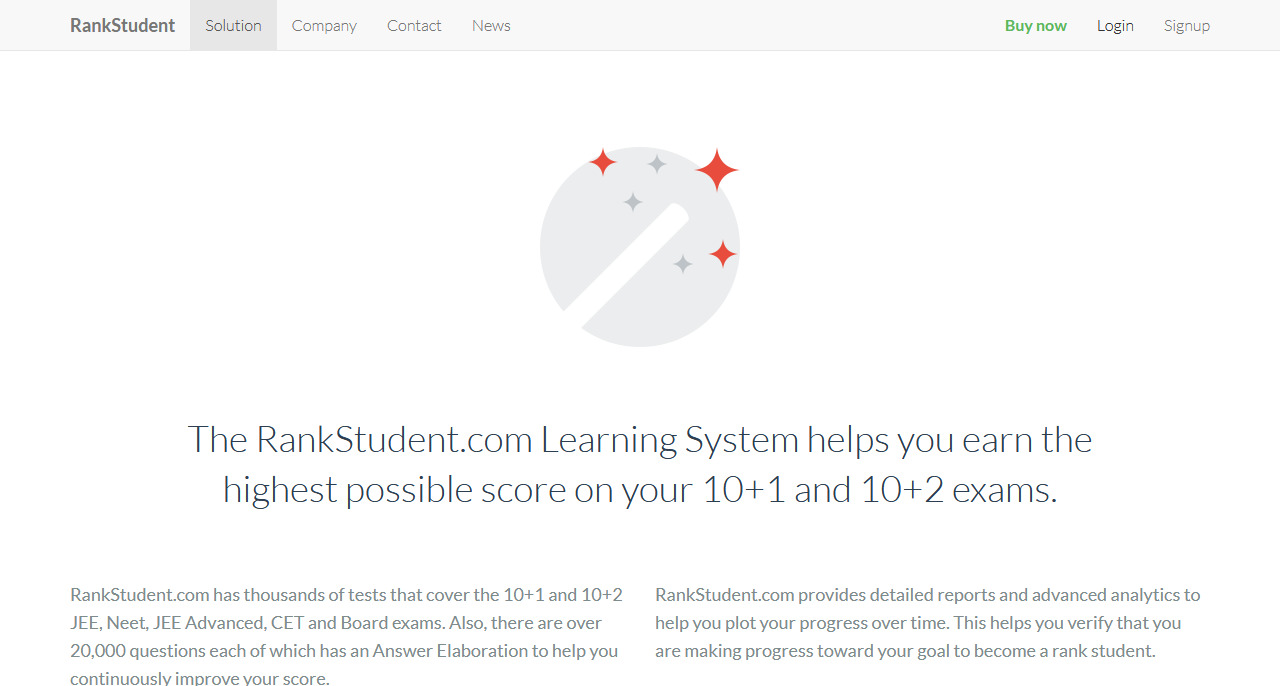 RankStudent Solution Company Contact News Buy now Login Signup
The RankStudent.com Learning System helps you earn the
highest possible score on your 10+1 and 10+2 exams.
RankStudent.com has thousands of tests that cover the 10+1 and 10+2
JEE, Neet, JEE Advanced, CET and Board exams. Also, there are over
20,000 questions each of which has an Answer Elaboration to help you
continuously improve your score.
RankStudent.com provides detailed reports and advanced analytics to
help you plot your progress over time. This helps you verify that you
are making progress toward your goal to become a rank student.